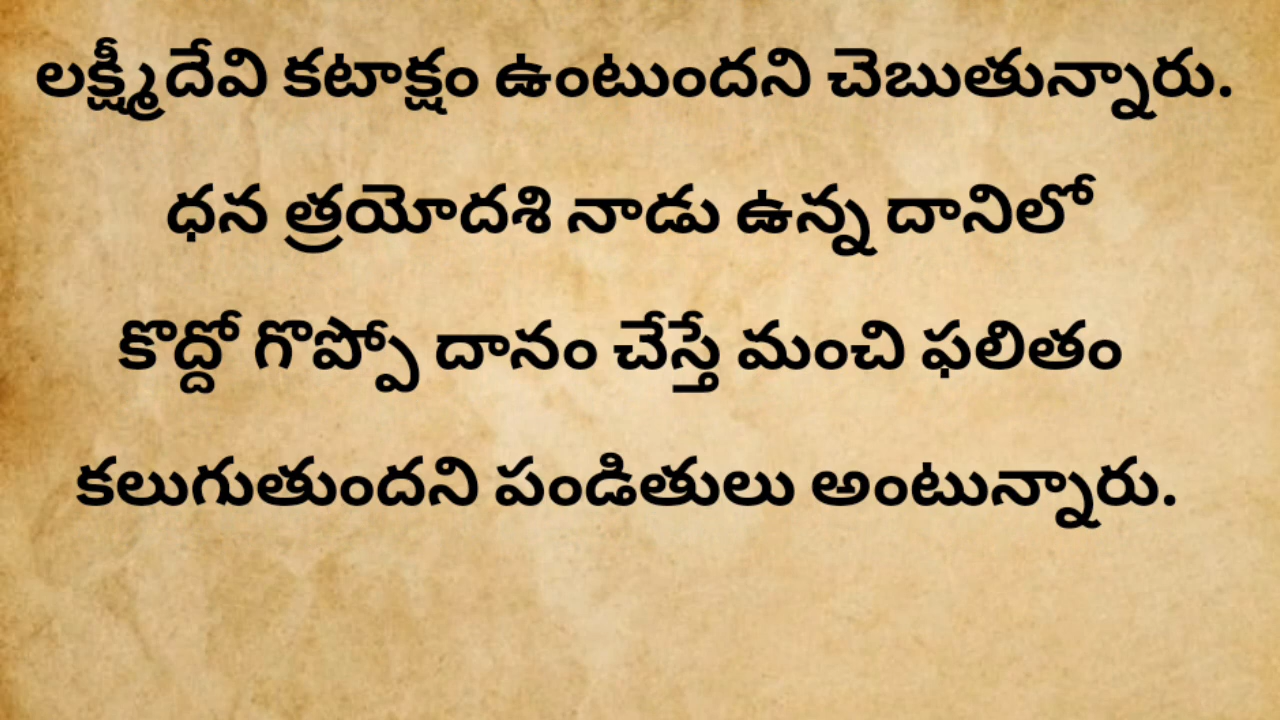 లక్ష్మీదేవి కటాక్షం ఉంటుందని చెబుతున్నారు.
ధన త్రయోదశి నాడు ఉన్న దానిలో
కొద్దో గొప్పో దానం చేస్తే మంచి ఫలితం
కలుగుతుందని పండితులు అంటున్నారు.